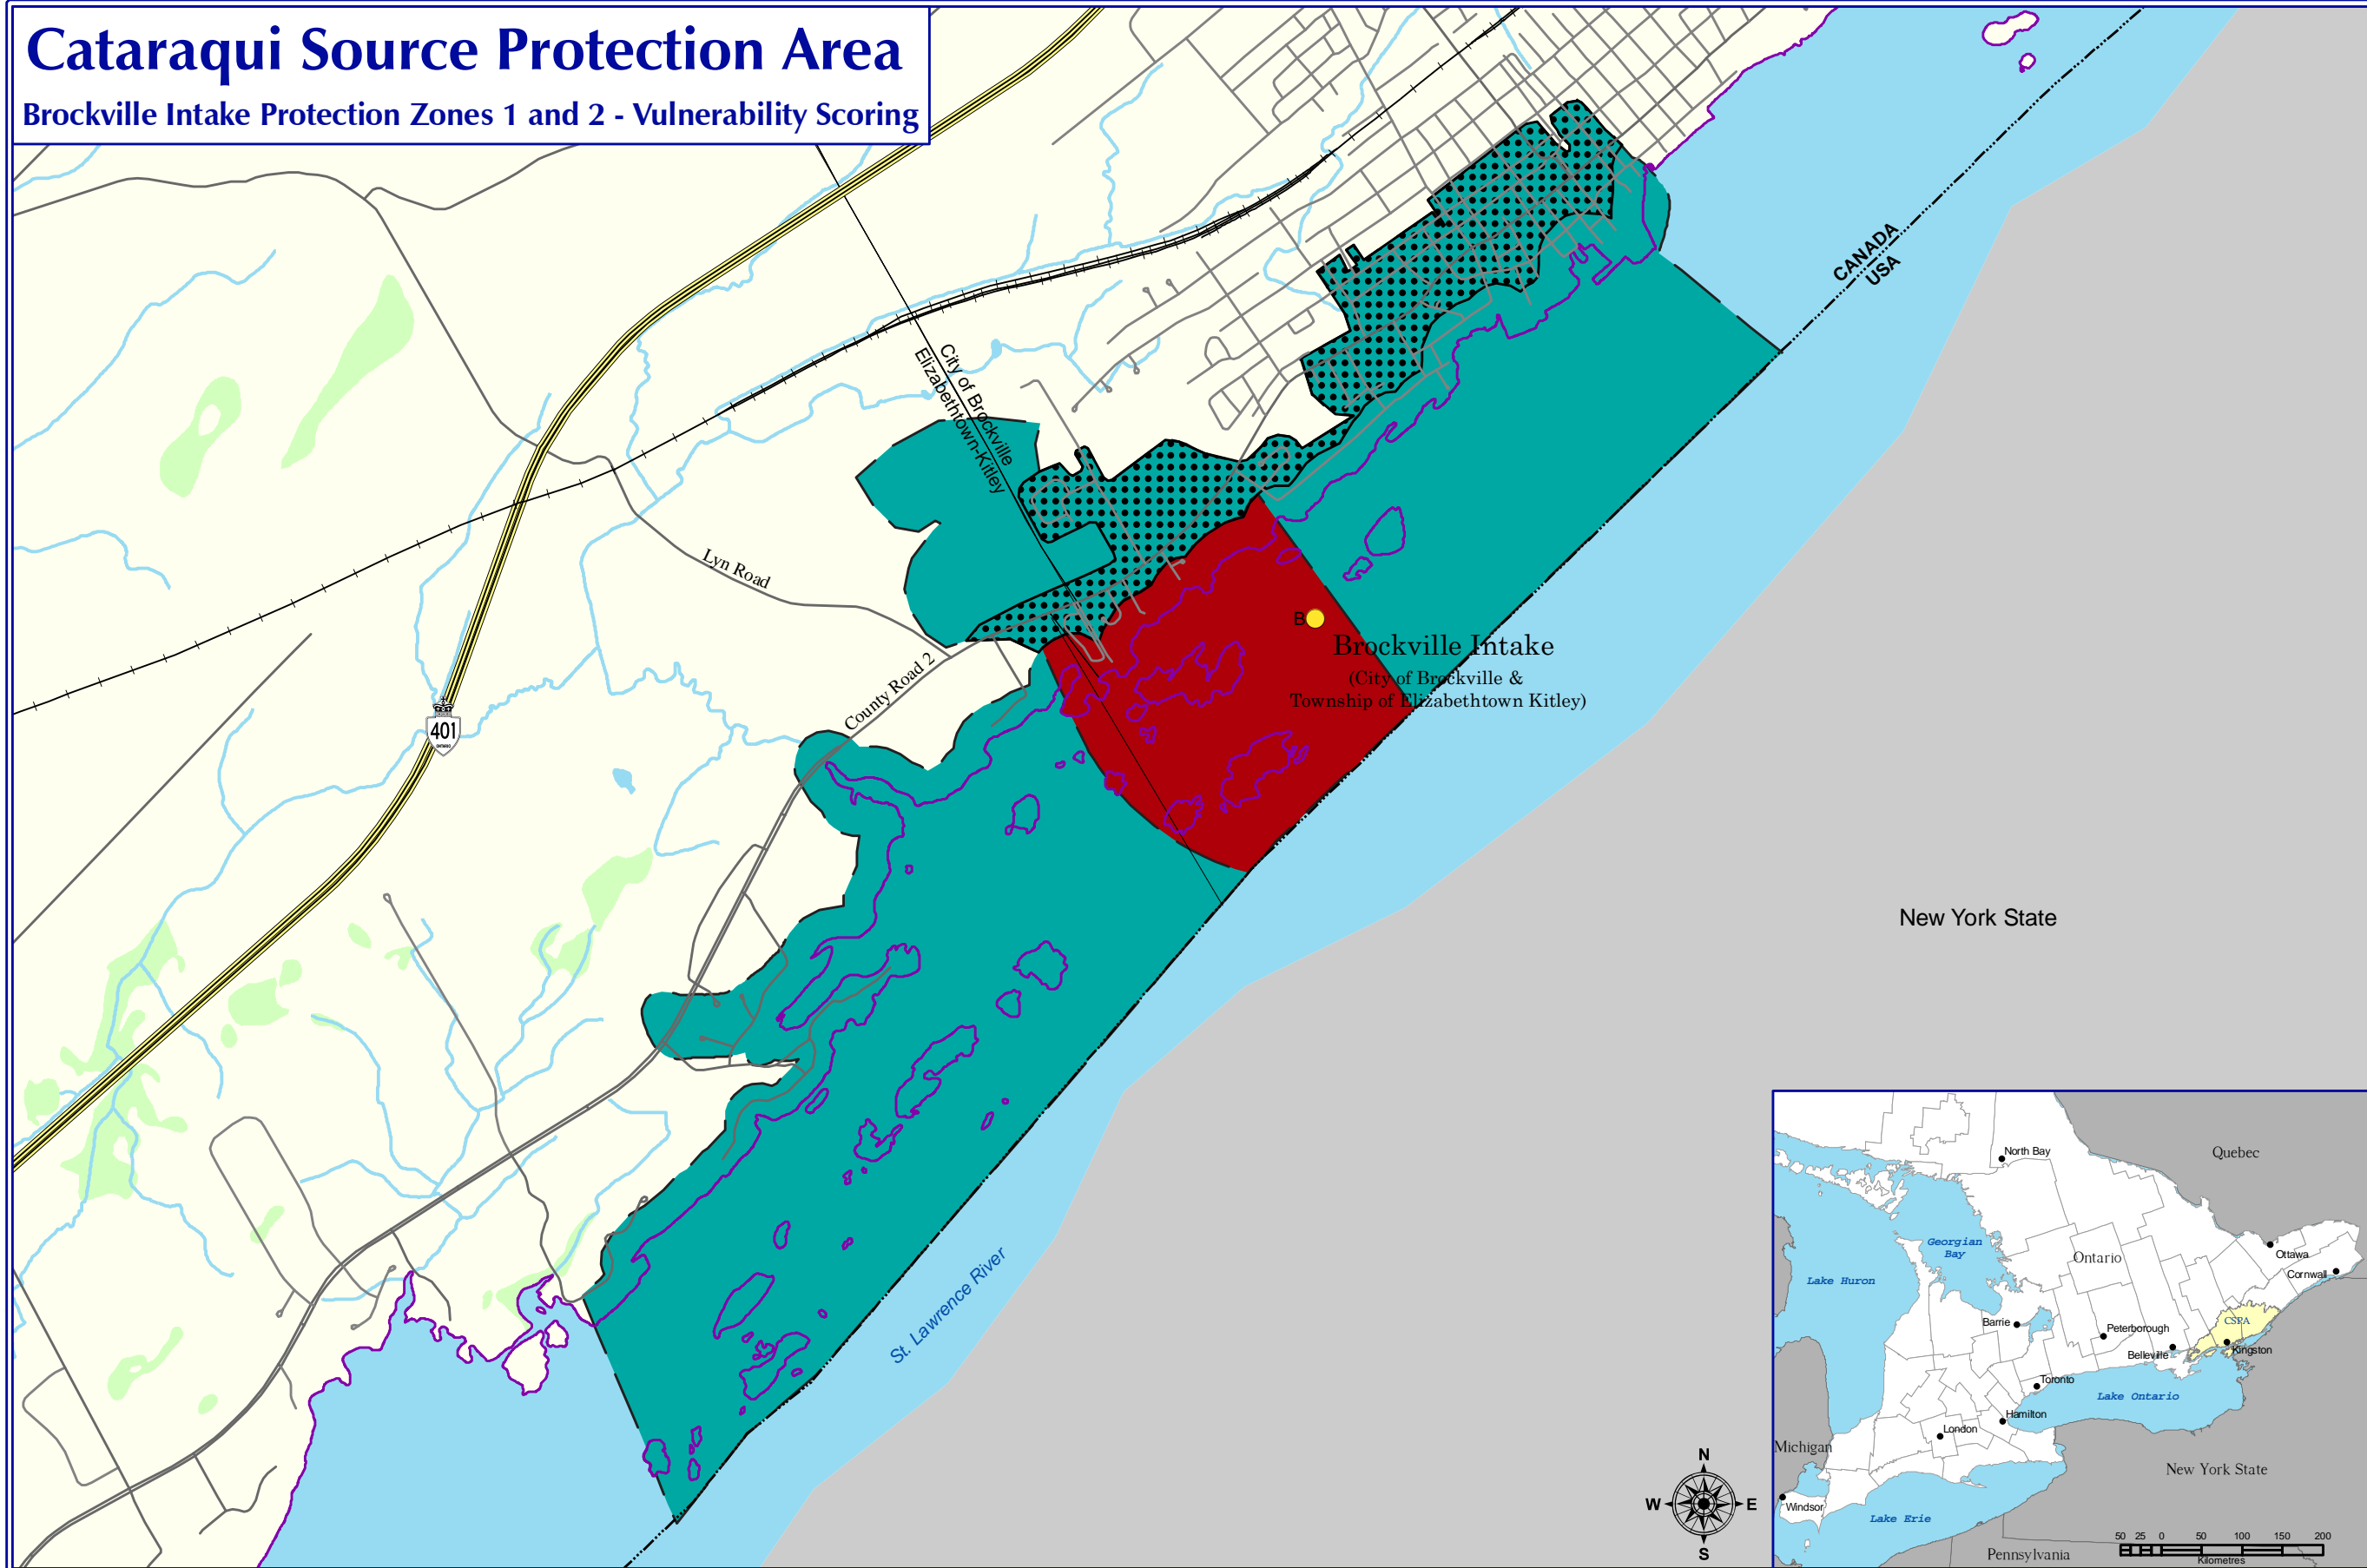 Cataraqui Source Protection Area
Brockville Intake Protection Zones 1 and 2 - Vulnerability Scoring
CANADA
USA
City of Brockville
Elizabethtown-Kitley
Lyn Road
County Road 2
B
Brockville Intake
(City of Brockville &
Township of Elizabethtown Kitley)
401
ONTARIO
New York State
St. Lawrence River
N
W E
S
North Bay
Quebec
Georgian
Bay
Ontario
Ottawa
Lake Huron
Cornwall
CSPA
Barrie
Peterborough
Kingston
Belleville
Toronto
Lake Ontario
Hamilton
London
Michigan
New York State
Windsor
Lake Erie
Pennsylvania
50 25 0 50 100 150 200
Kilometres